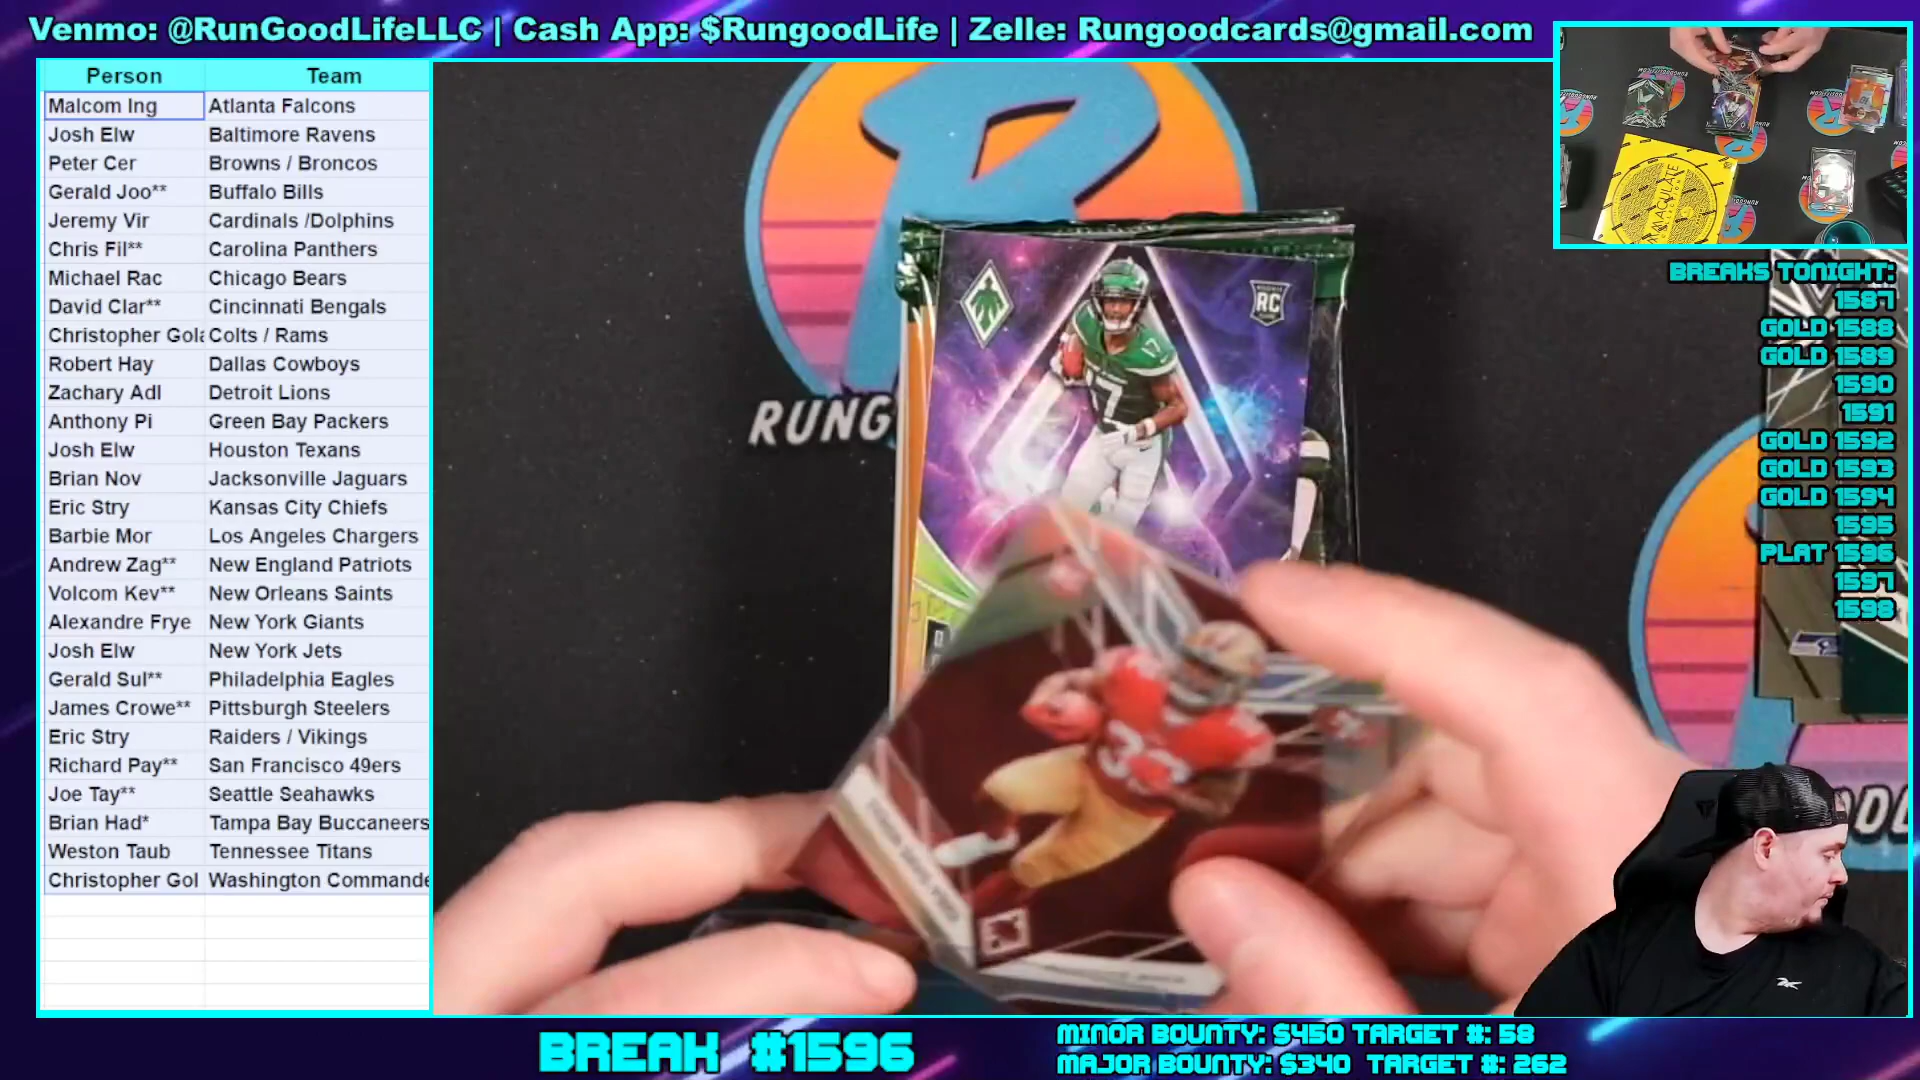 Venmo: @RunGoodLifeLLC | Cash App: $RungoodLife | Zelle: Rungoodcards@gmail.com
Person Team
Malcom Ing Atlanta Falcons
Josh Elw Baltimore Ravens
Peter Cer Browns / Broncos
Gerald Joo** Buffalo Bills
Jeremy Vir Cardinals /Dolphins
Chris Fil** Carolina Panthers
Michael Rac Chicago Bears
David Clar** Cincinnati Bengals
Christopher Gola Colts / Rams
Robert Hay Dallas Cowboys
Zachary Adl Detroit Lions
Anthony Pi Green Bay Packers
Josh Elw Houston Texans
Brian Nov Jacksonville Jaguars
Eric Stry Kansas City Chiefs
Barbie Mor Los Angeles Chargers
Andrew Zag** New England Patriots
Volcom Kev** New Orleans Saints
Alexandre Frye New York Giants
Josh Elw New York Jets
Gerald Sul** Philadelphia Eagles
James Crowe** Pittsburgh Steelers
Eric Stry Raiders / Vikings
Richard Pay** San Francisco 49ers
Joe Tay** Seattle Seahawks
Brian Had* Tampa Bay Buccaneers
Weston Taub Tennessee Titans
Christopher Gol Washington Commande
RUNG
RC
17
BREAKS TONIGHT:
1587
GOLD 1588
GOLD 1589
1590
1591
GOLD 1592
GOLD 1593
GOLD 1594
1595
PLAT 1596
1597
1598
BREAK #1596
MINOR BOUNTY: $450 TARGET #: 58
MAJOR BOUNTY: $340 TARGET #: 262